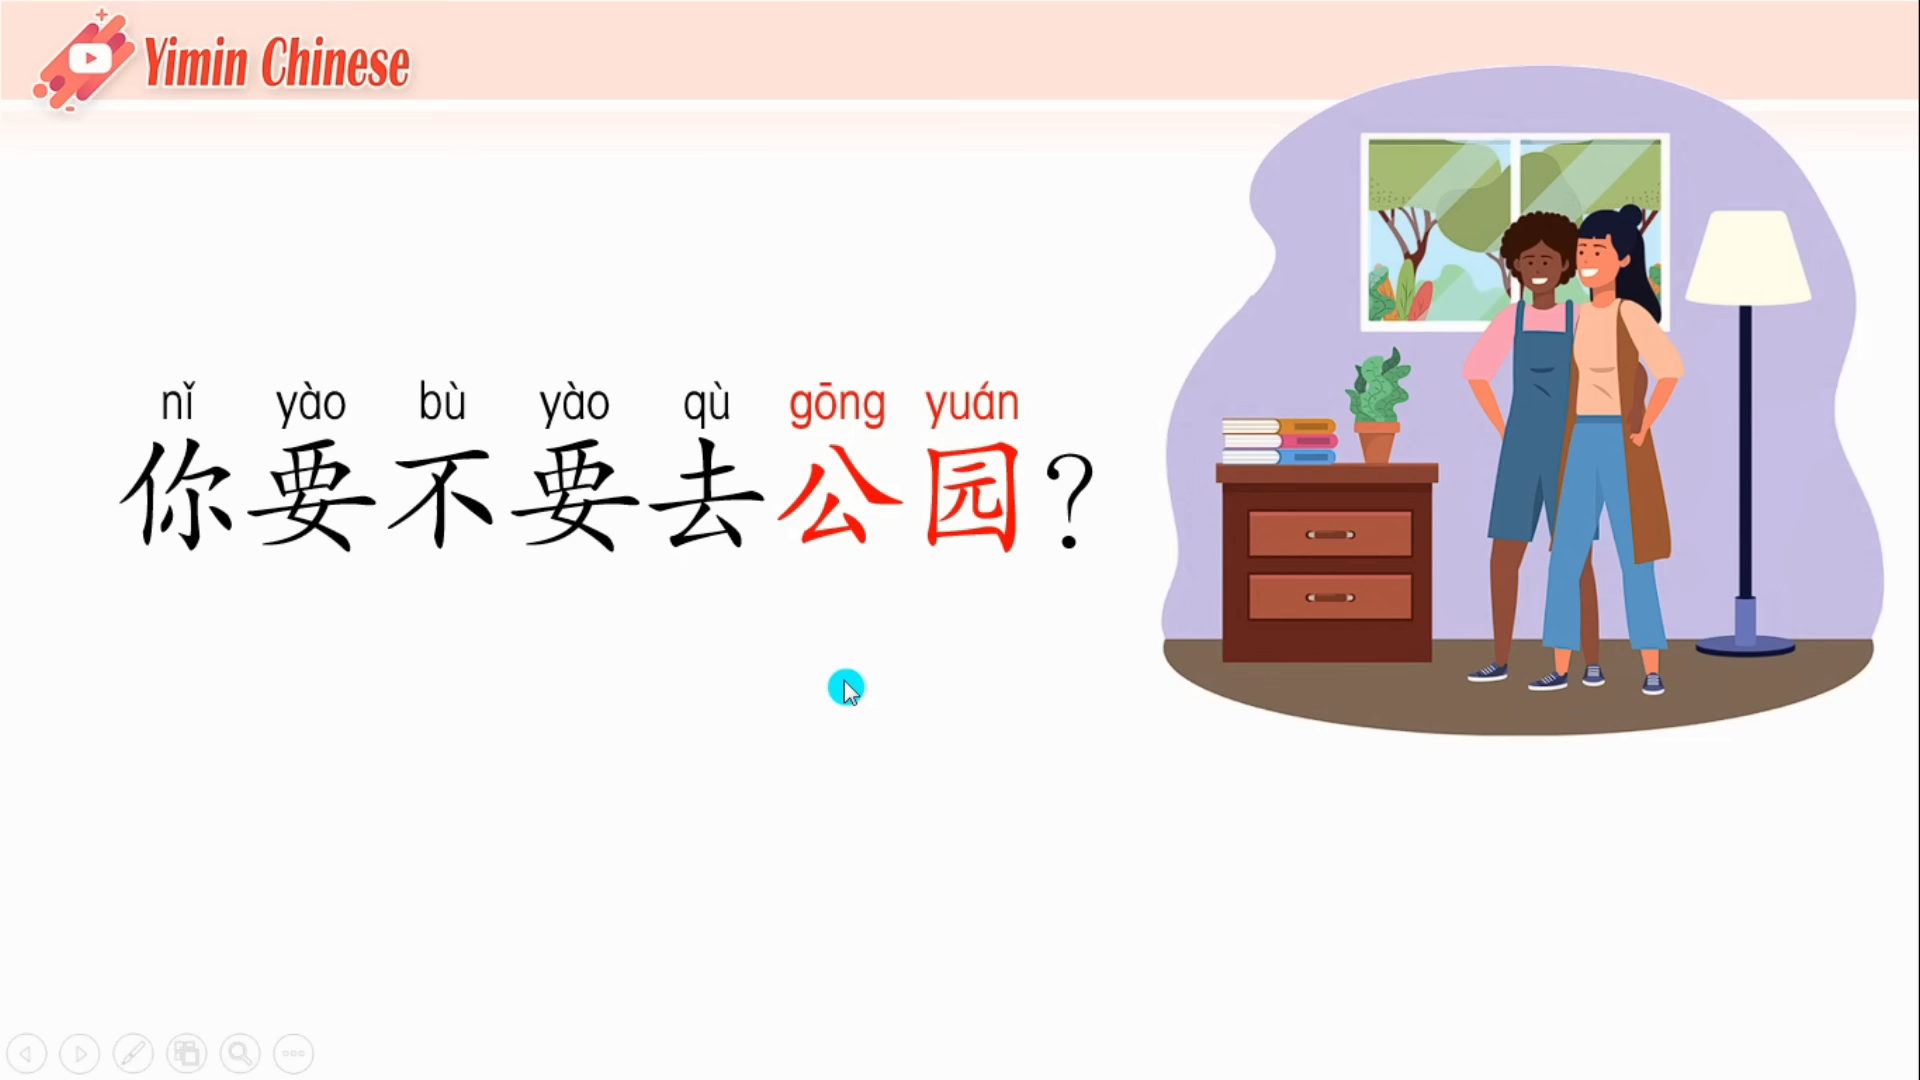 Yimin Chinese
nǐ yào bù yào qù gōng yuán
你要不要去公园？